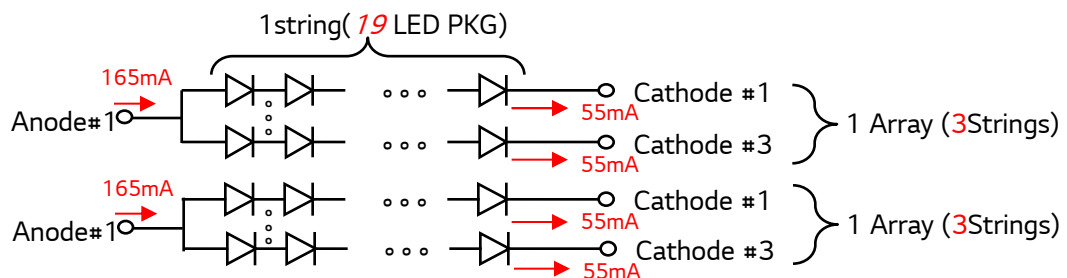 1string(19 LED PKG)
165mA
Anode#1
Cathode #1
55mA
Cathode #3
55mA
1 Array (3Strings)
165mA
Anode#1
Cathode #1
55mA
Cathode #3
55mA
1 Array (3Strings)